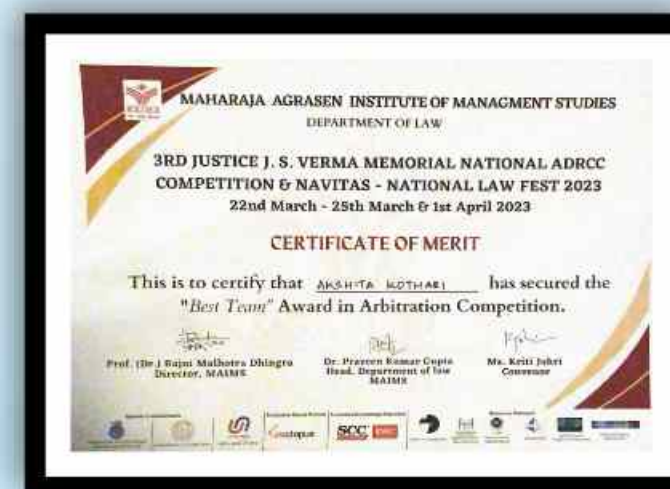 MAHARAJA AGRASEN INSTITUTE OF MANAGMENT STUDIES
DEPARTMENT OF LAW
3RD JUSTICE J. S. VERMA MEMORIAL NATIONAL ADRCC
COMPETITION & NAVITAS - NATIONAL LAW FEST 2023
22nd March - 25th March & 1st April 2023
CERTIFICATE OF MERIT
This is to certify that AKSHITA KOTHARI has secured the
"Best Team" Award in Arbitration Competition.
Prof. (Dr.) Rajni Malhotra Dhingra
Director, MAIMS
Dr. Praveen Kumar Gupta
Head, Department of law
MAIMS
Ms. Kriti Johri
Convenor
SCC